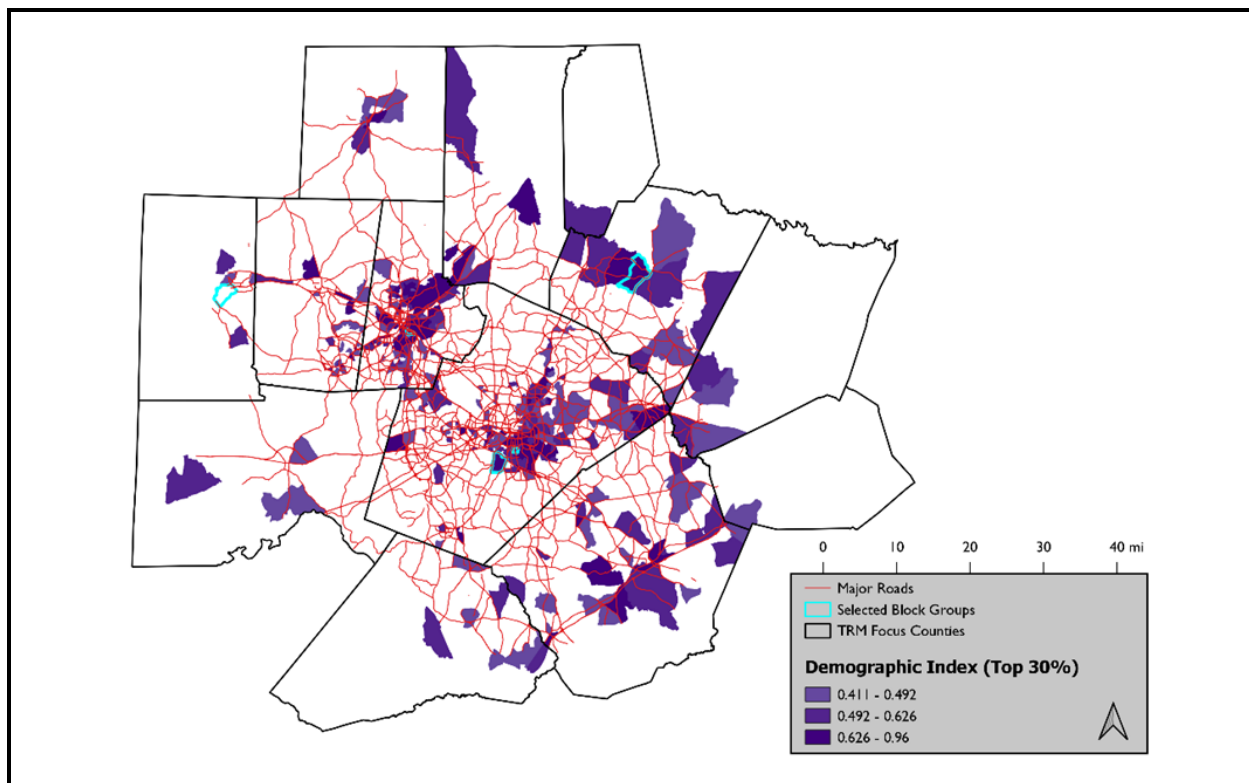 0 10 20 30 40 mi
Major Roads
Selected Block Groups
TRM Focus Counties
Demographic Index (Top 30%)
0.411 - 0.492
0.492 - 0.626
0.626 - 0.96